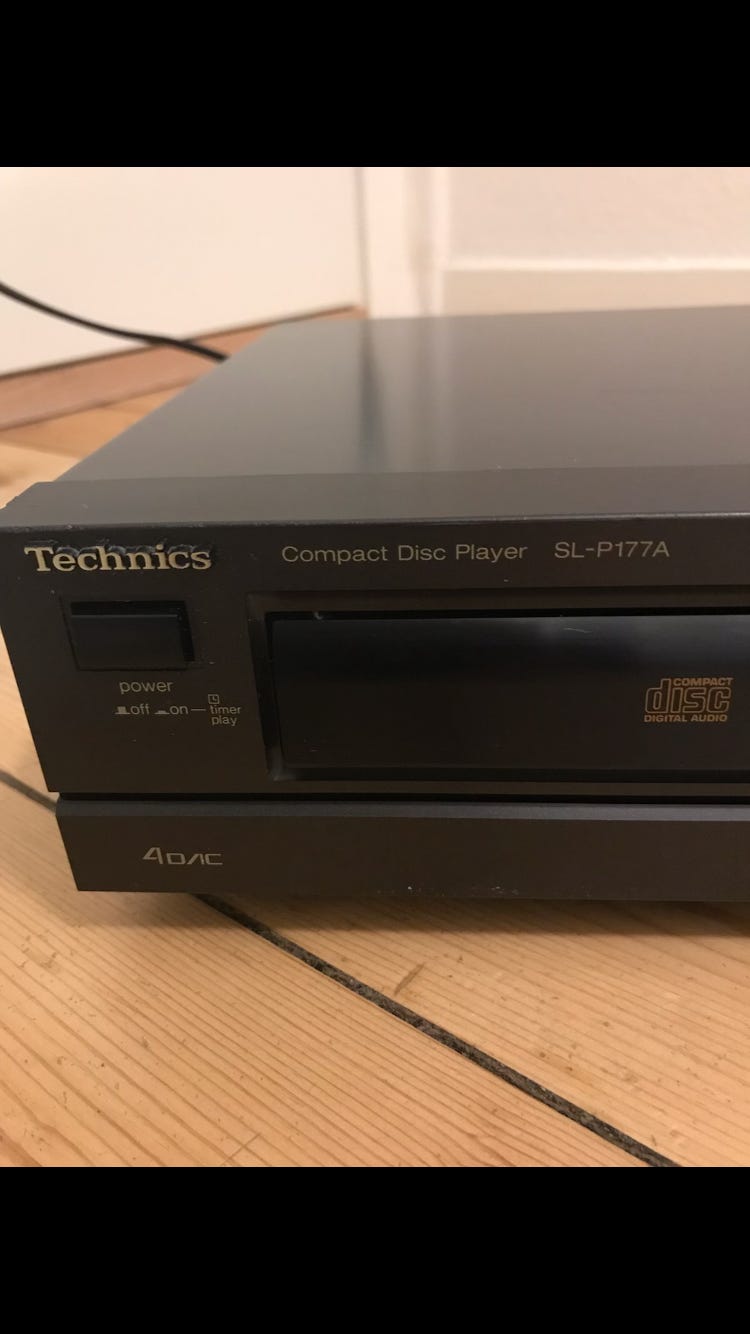 Technics
Compact Disc Player SL-P177A
power
off on timer
play
COMPACT
disc
DIGITAL AUDIO
4DAC